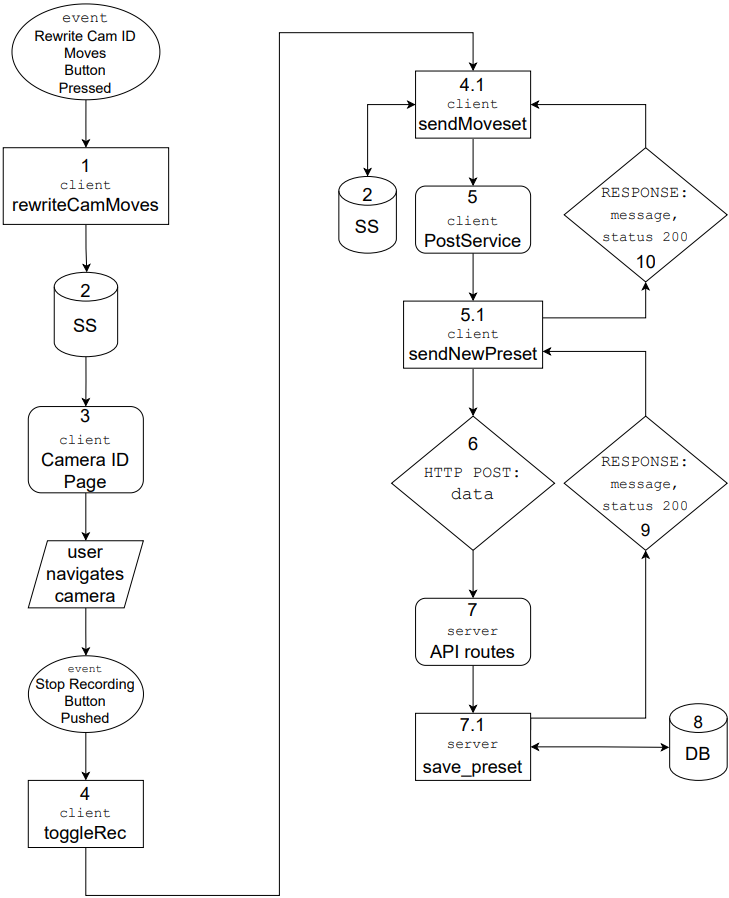 event
Rewrite Cam ID
Moves
Button
Pressed
1
client
rewriteCamMoves
2
SS
3
client
Camera ID
Page
user
navigates
camera
event
Stop Recording
Button
Pushed
4
client
toggleRec
4.1
client
sendMoveset
2
SS
5
client
PostService
5.1
client
sendNewPreset
6
HTTP POST:
data
7
server
API routes
7.1
server
save_preset
8
DB
RESPONSE:
message,
status 200
9
RESPONSE:
message,
status 200
10